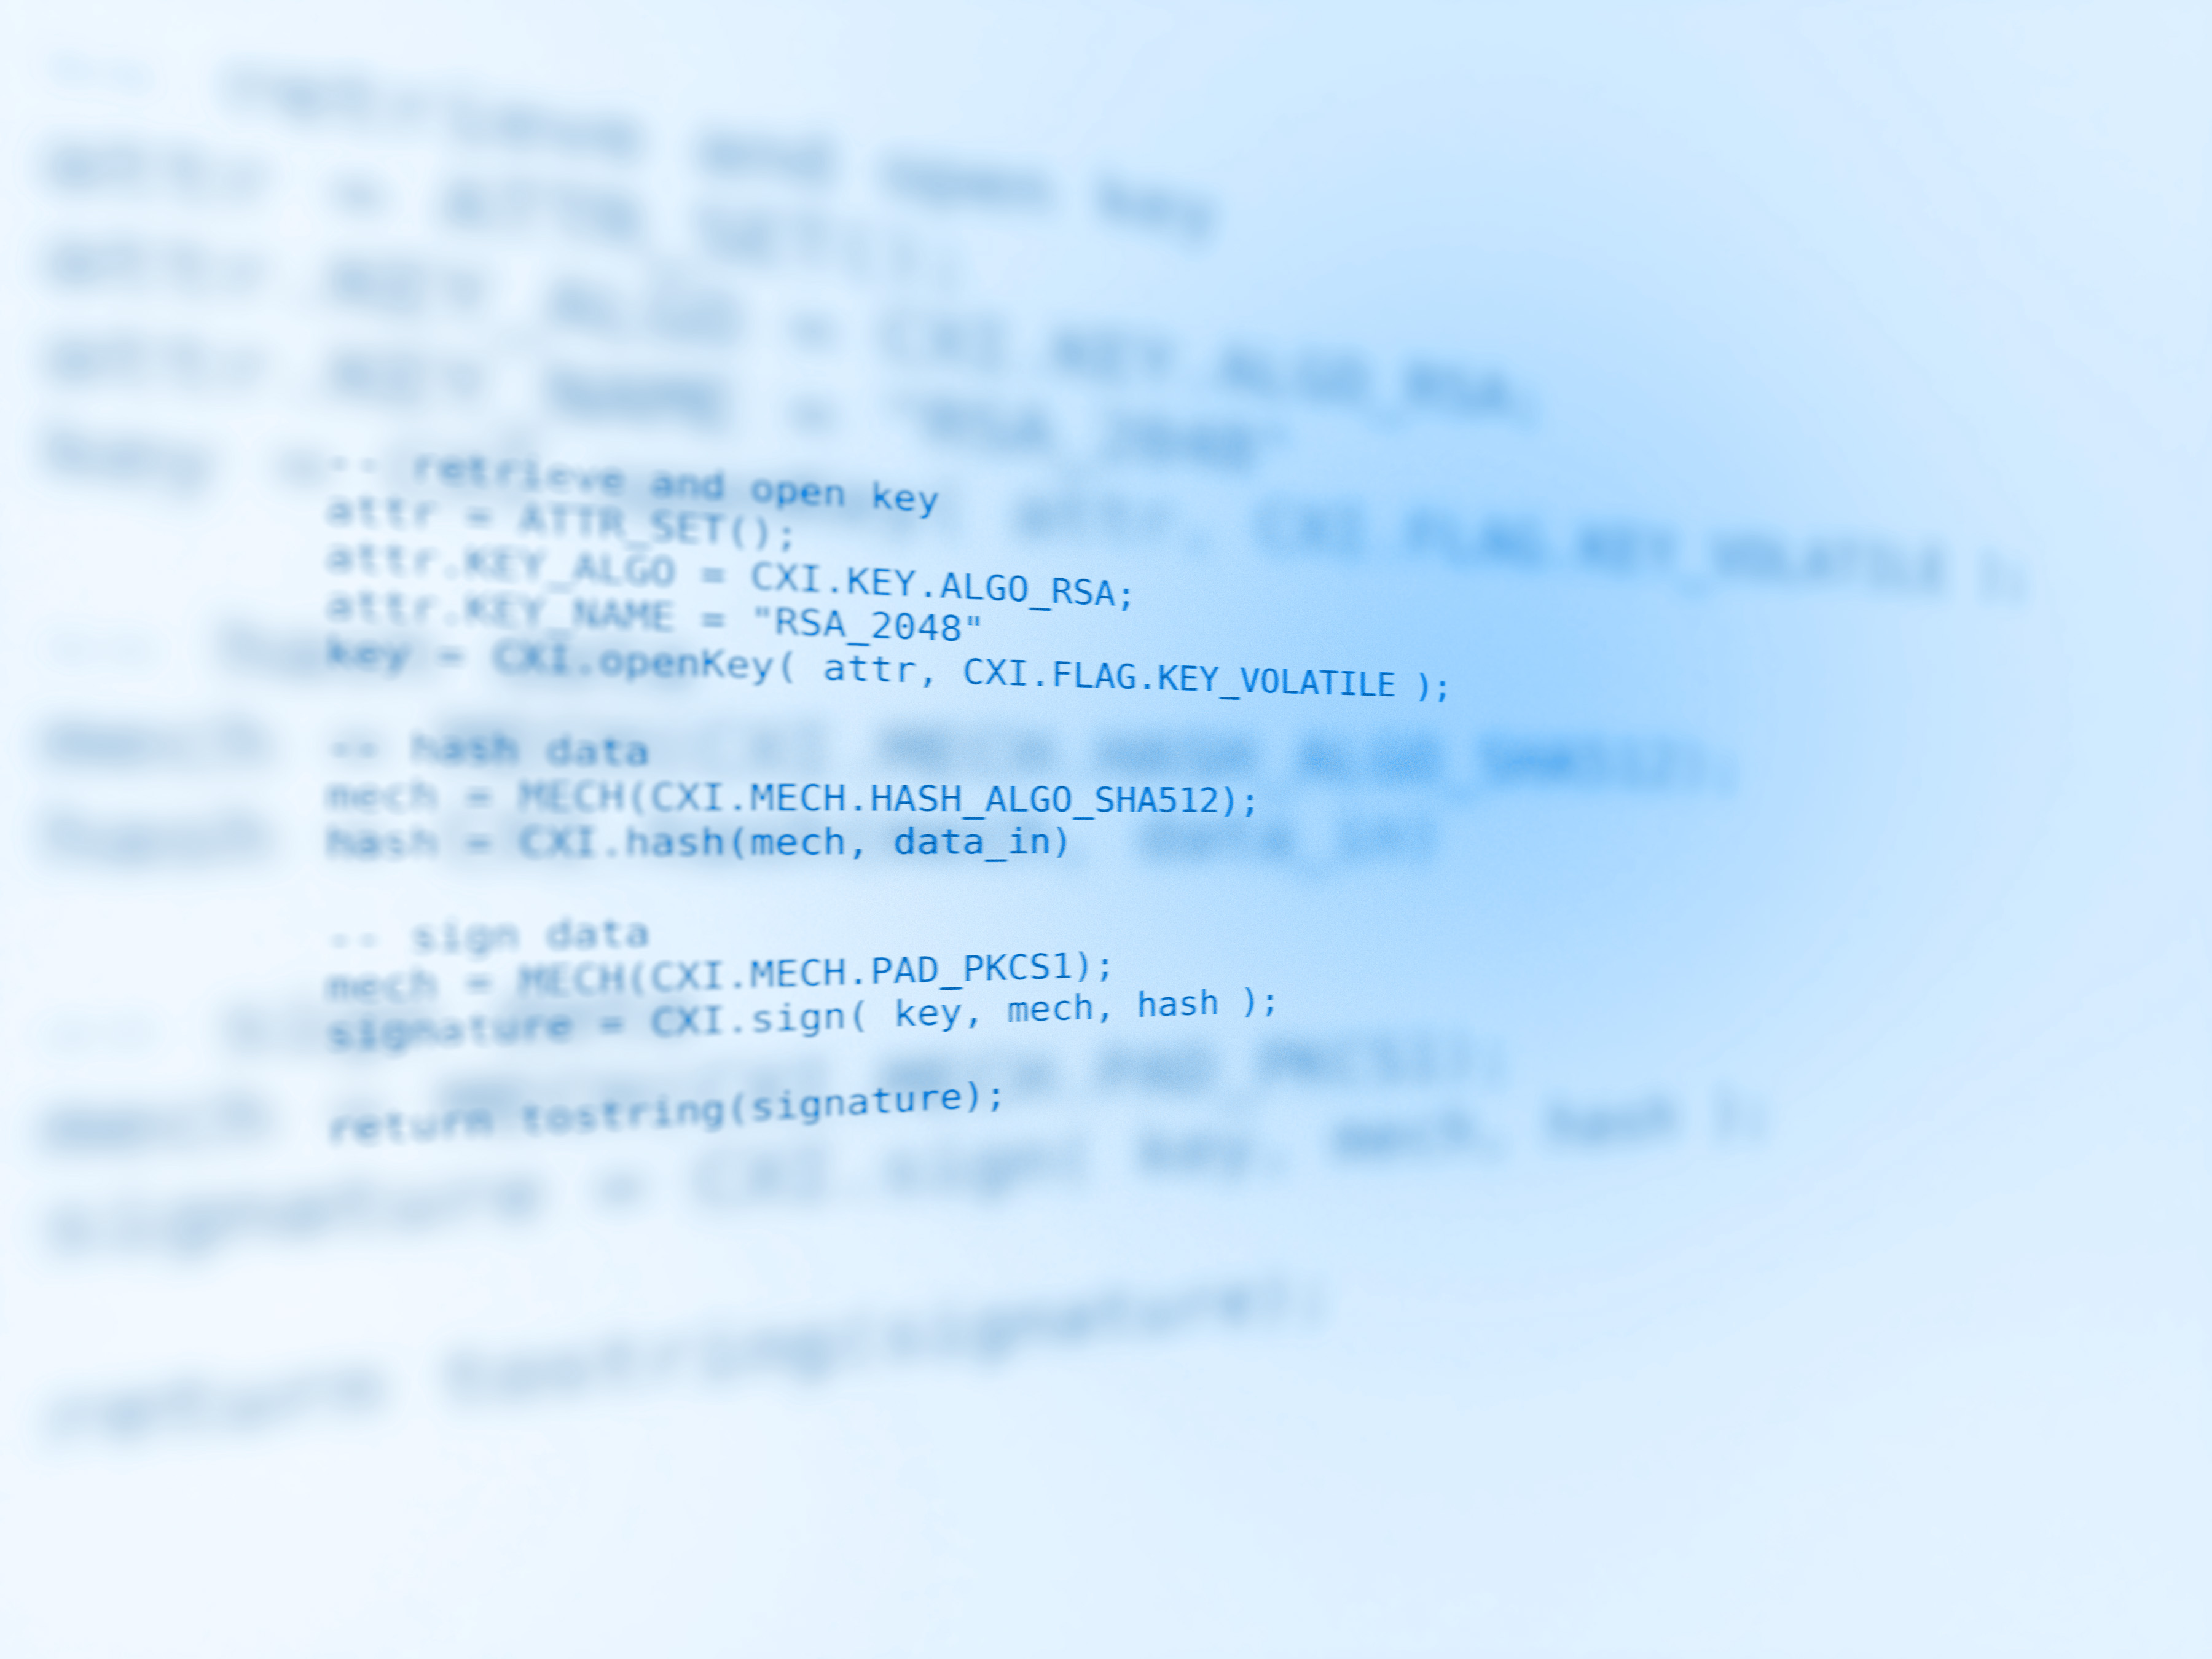 -- retrieve and open key
attr = ATTR_SET();
attr.KEY_ALGO = CXI.KEY.ALGO_RSA;
attr.KEY_NAME = "RSA_2048"
key = CXI.openKey( attr, CXI.FLAG.KEY_VOLATILE );
-- hash data
mech = MECH(CXI.MECH.HASH_ALGO_SHA512);
hash = CXI.hash(mech, data_in)
-- sign data
mech = MECH(CXI.MECH.PAD_PKCS1);
signature = CXI.sign( key, mech, hash );
return tostring(signature);